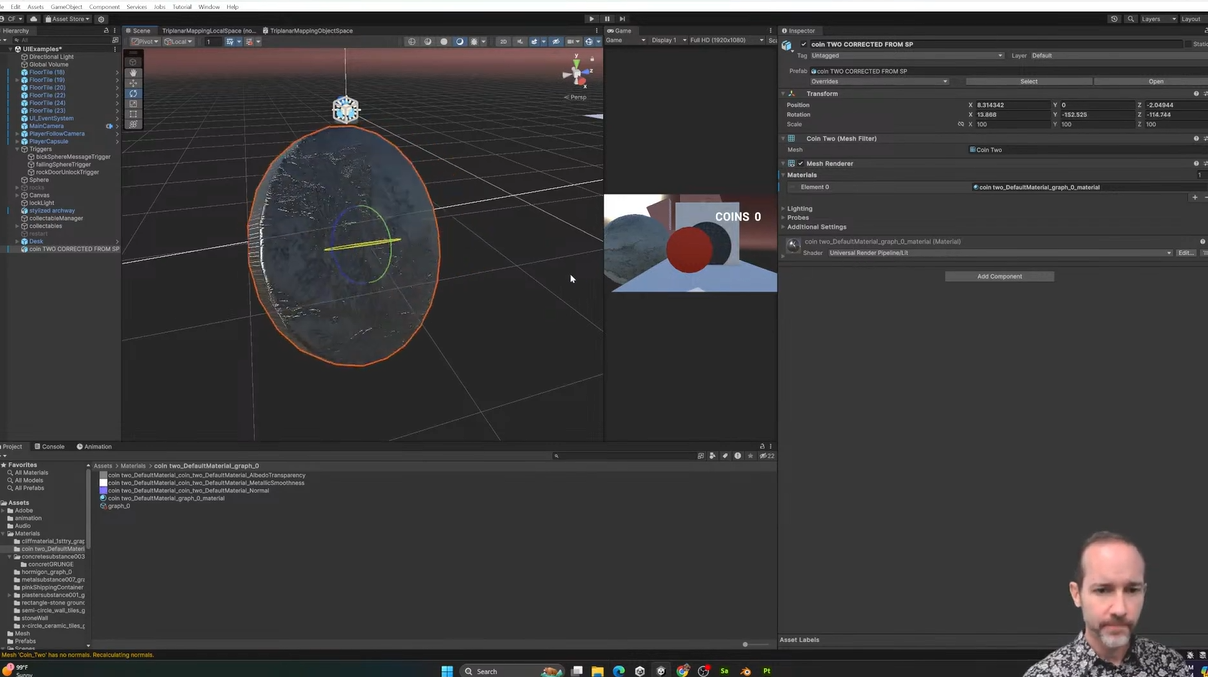 File Edit Assets GameObject Component Services Jobs Tutorial Window Help
CF Asset Store Layers Layout
Hierarchy
UIExamples*
Directional Light
Global Volume
FloorTile (18)
FloorTile (19)
FloorTile (20)
FloorTile (22)
FloorTile (24)
FloorTile (23)
UI_EventSystem
MainCamera
PlayerFollowCamera
PlayerCapsule
Triggers
blckSphereMessageTrigger
fallingSphereTrigger
rockDoorUnlockTrigger
Sphere
rocks
Canvas
lockLight
stylized archway
collectableManager
collectables
restart
Desk
coin TWO CORRECTED FROM SP
Scene TriplanarMappingLocalSpace (no... TriplanarMappingObjectSpace
Pivot Local 1
y
z
x
Persp
Game
Game Display 1 Full HD (1920x1080) Sc
COINS 0
Inspector
coin TWO CORRECTED FROM SP Static
Tag Untagged Layer Default
Prefab coin TWO CORRECTED FROM SP
Overrides Select Open
Transform
Position X 8.314342 Y 0 Z -2.04944
Rotation X 13.868 Y -152.525 Z -114.744
Scale X 100 Y 100 Z 100
Coin Two (Mesh Filter)
Mesh Coin Two
Mesh Renderer
Materials 1
Element 0 coin two_DefaultMaterial_graph_0_material
Lighting
Probes
Additional Settings
coin two_DefaultMaterial_graph_0_material (Material)
Shader Universal Render Pipeline/Lit Edit...
Add Component
Asset Labels
Project Console Animation
22
Favorites
All Materials
All Models
All Prefabs
Assets
Adobe
animation
Audio
Materials
cliffmaterial_1sttry_grap
coin two_DefaultMateri
concretesubstance003
concretGRUNGE
hormigon_graph_0
metalsubstance007_gra
pinkShippingContainer
plastersubstance001_g
rectangle-stone ground
semi-circle_wall_tiles_g
stoneWall
x-circle_ceramic_tiles_g
Mesh
Prefabs
Scenes
Assets Materials coin two_DefaultMaterial_graph_0
coin two_DefaultMaterial_coin_two_DefaultMaterial_AlbedoTransparency
coin two_DefaultMaterial_coin_two_DefaultMaterial_MetallicSmoothness
coin two_DefaultMaterial_coin_two_DefaultMaterial_Normal
coin two_DefaultMaterial_graph_0_material
graph_0
Mesh 'Coin_Two' has no normals. Recalculating normals.
99°F
Sunny
Search
Sa
Pt